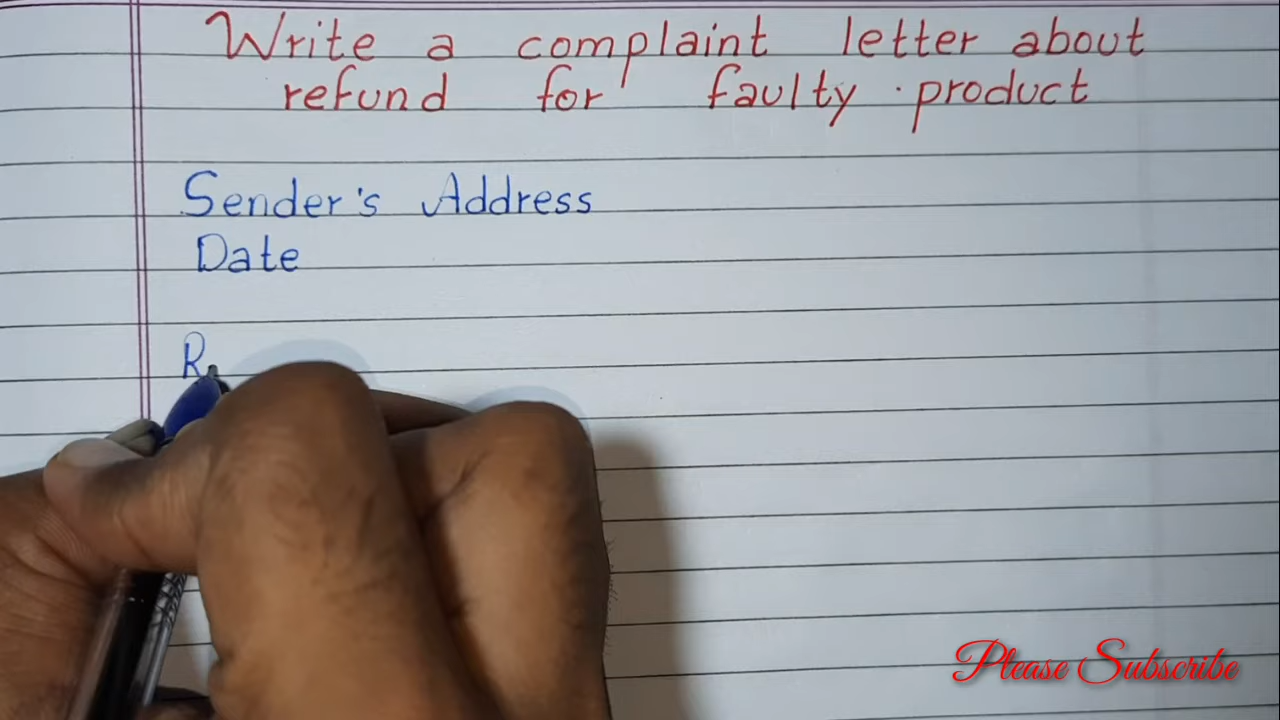 Write a complaint letter about
refund for faulty product
Sender's Address
Date
R
Please Subscribe